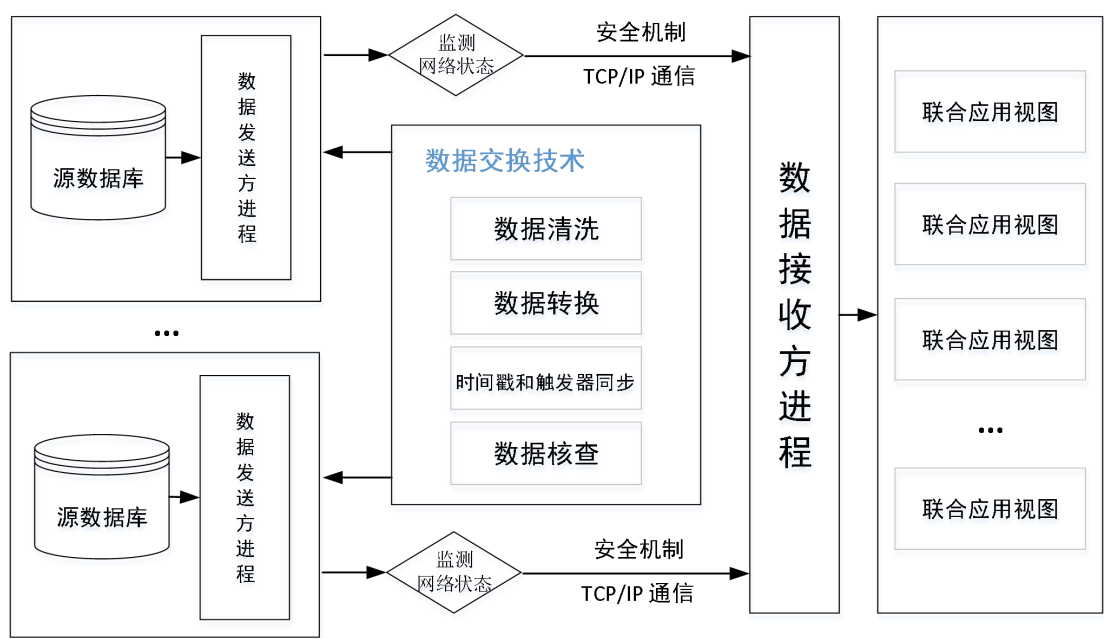 源数据库
数据发送方进程
监测
网络状态
安全机制
TCP/IP 通信
数据交换技术
数据清洗
数据转换
时间戳和触发器同步
数据核查
...
源数据库
数据发送方进程
监测
网络状态
安全机制
TCP/IP 通信
数据接收方进程
联合应用视图
联合应用视图
联合应用视图
...
联合应用视图